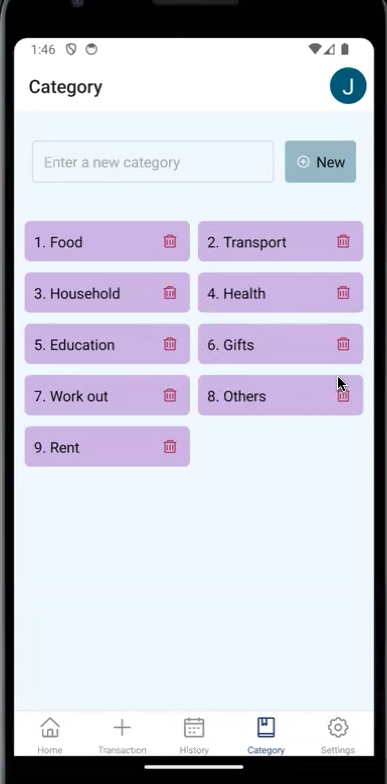 1:46
Category J
Enter a new category New
1. Food 2. Transport
3. Household 4. Health
5. Education 6. Gifts
7. Work out 8. Others
9. Rent
Home Transaction History Category Settings